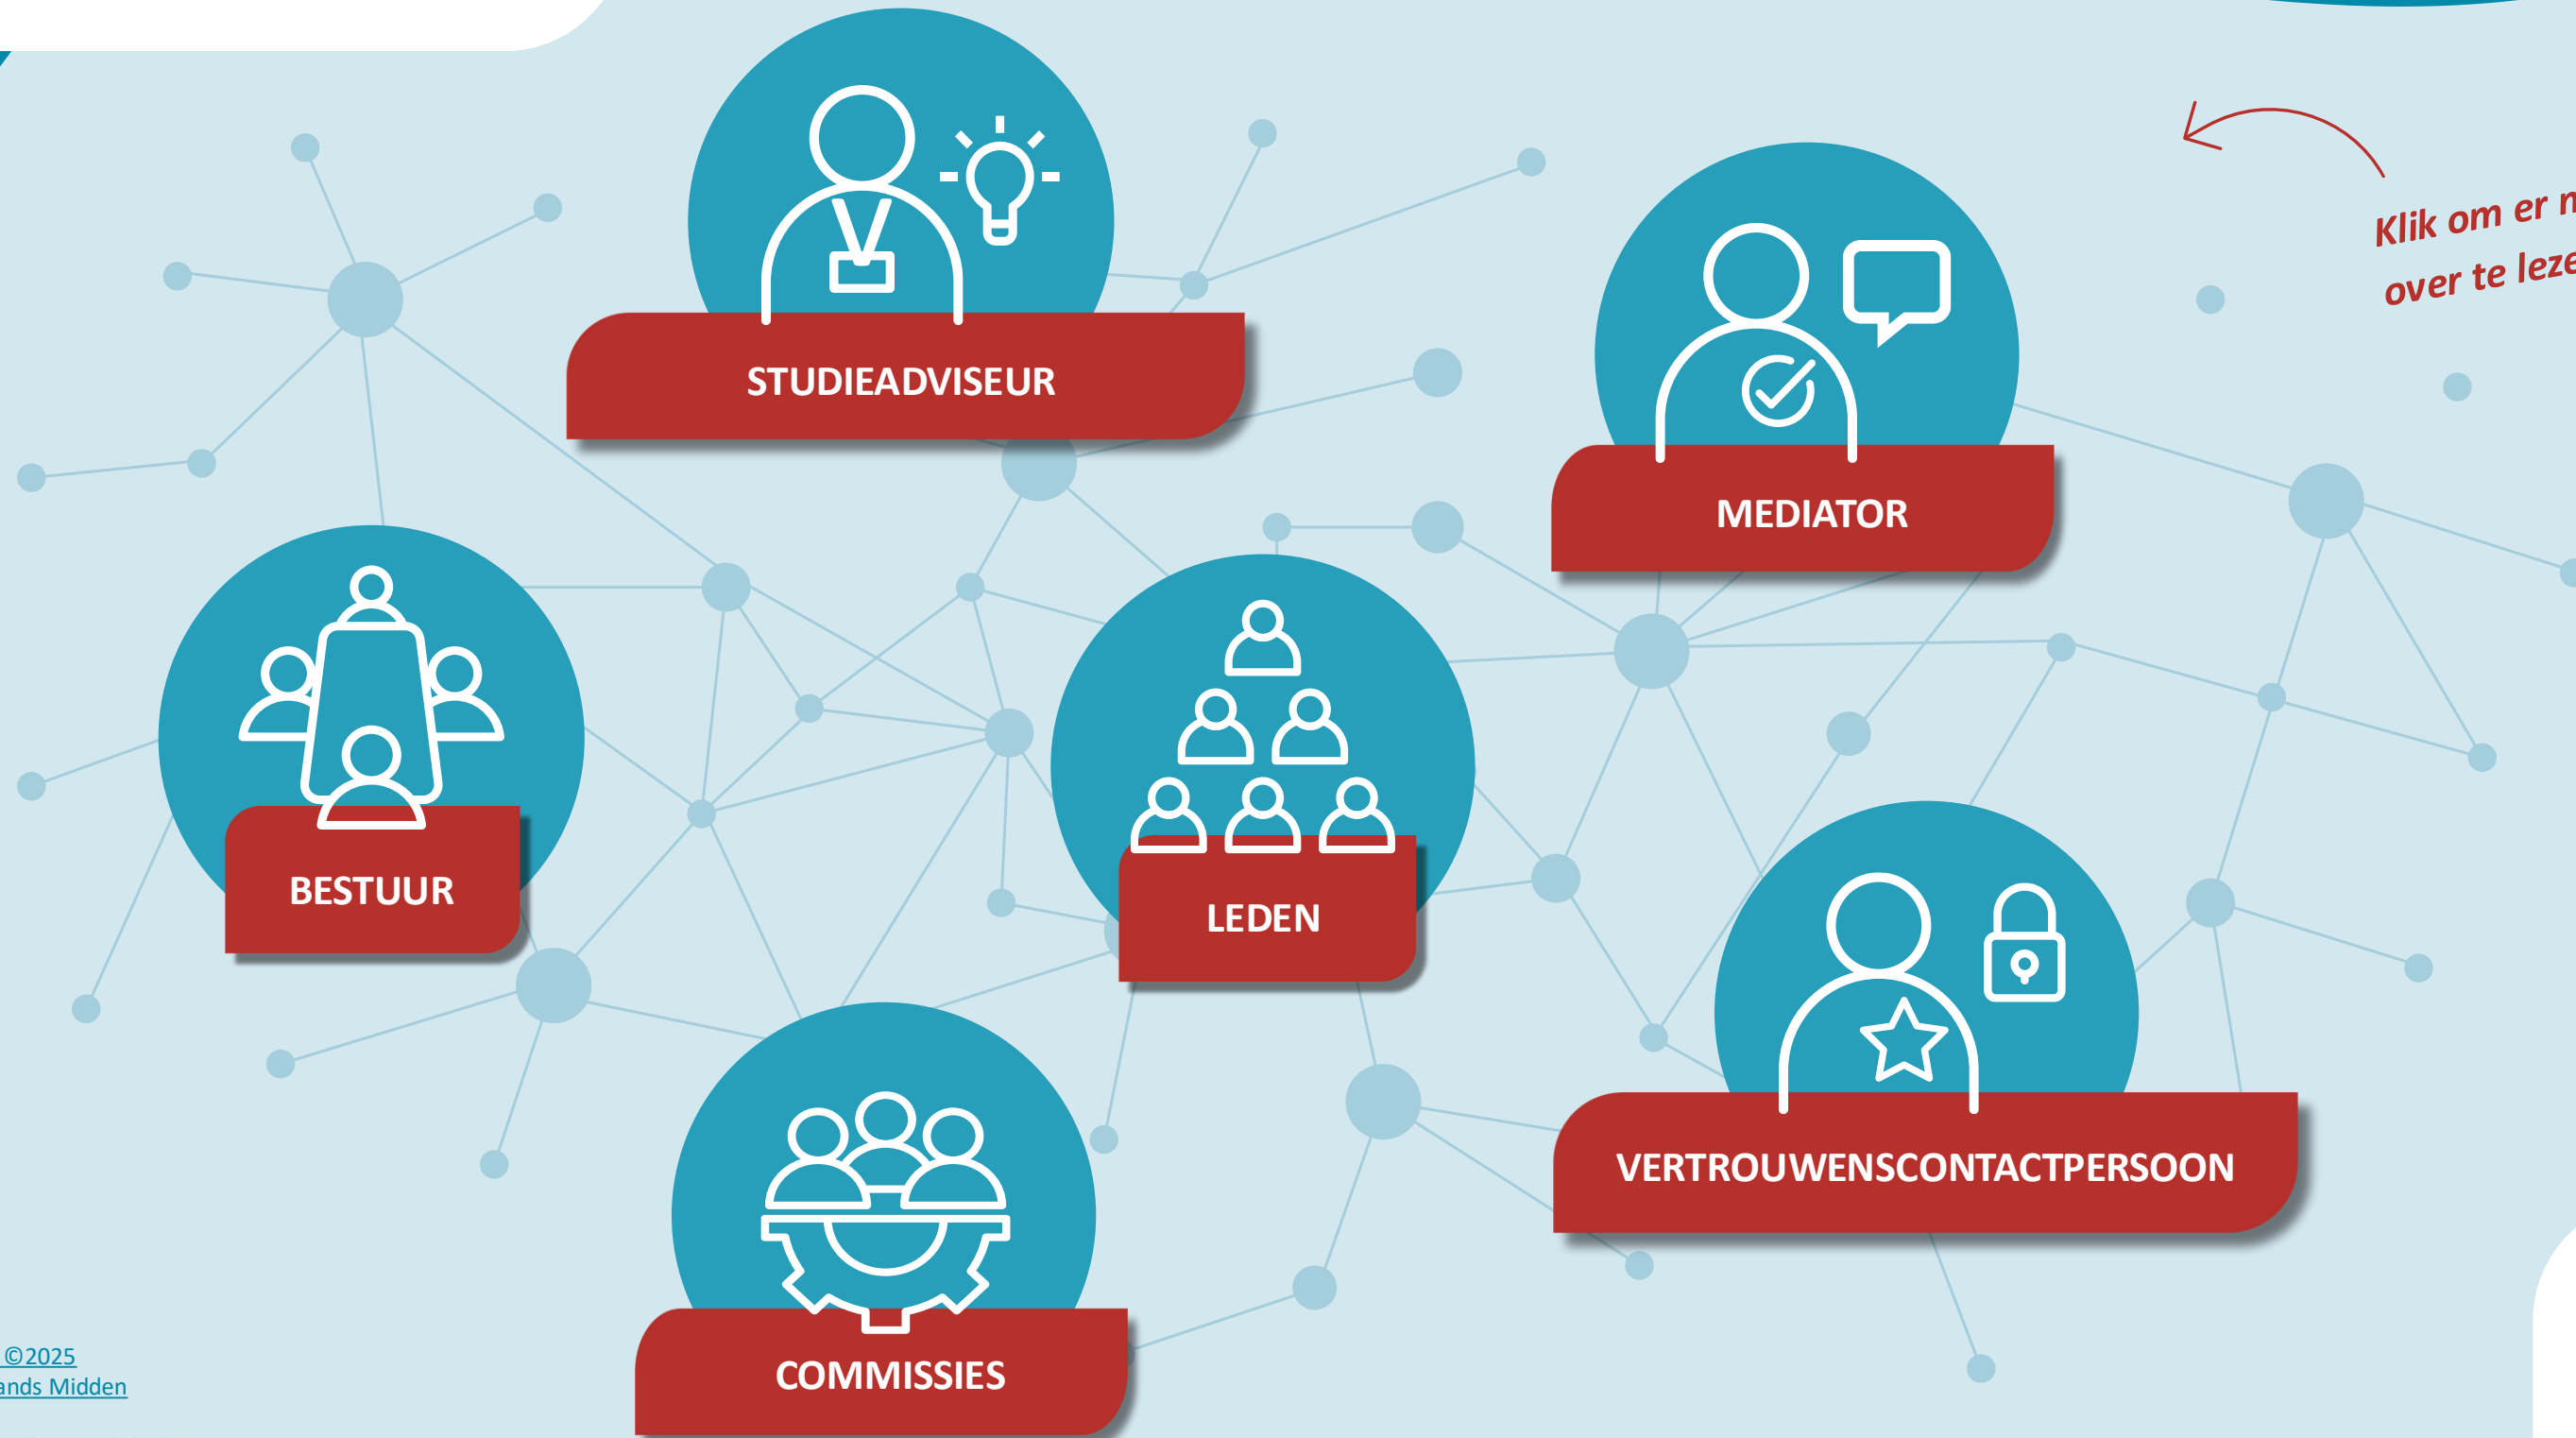 STUDIEADVISEUR
Klik om er
over te
MEDIATOR
BESTUUR
LEDEN
VERTROUWENSCONTACTPERSOON
COMMISSIES
©2025
Midden